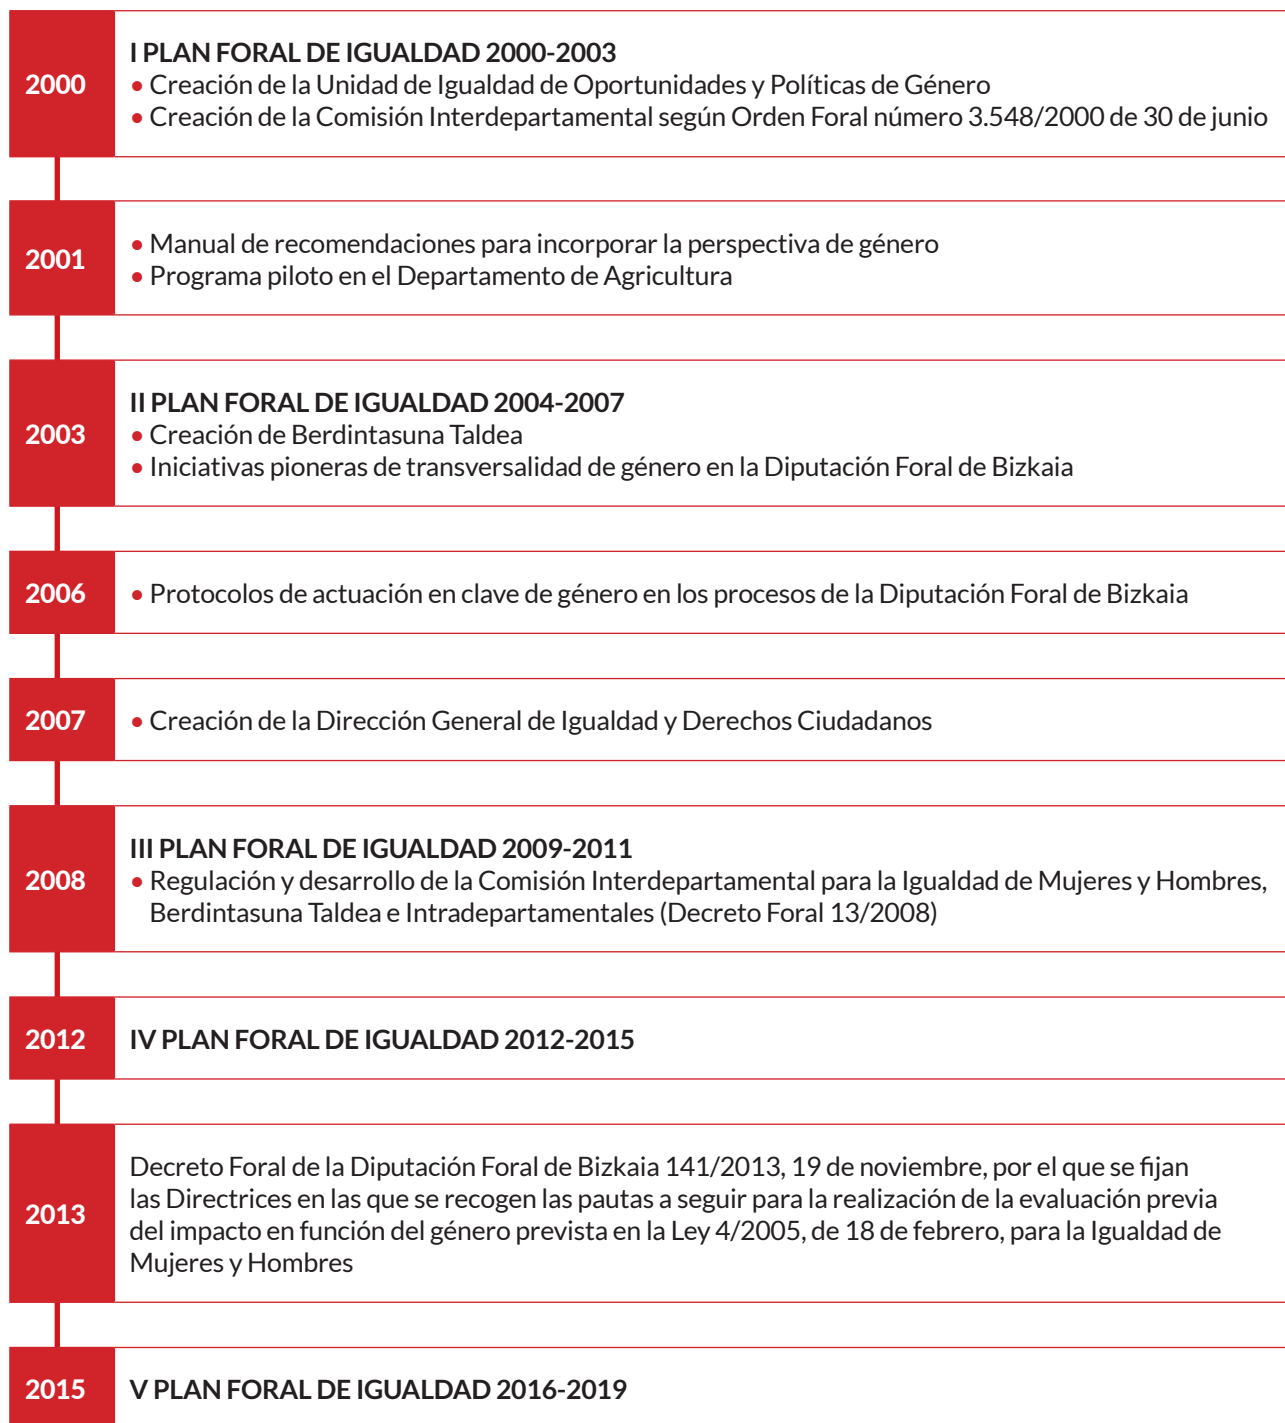 2000
I PLAN FORAL DE IGUALDAD 2000-2003
• Creación de la Unidad de Igualdad de Oportunidades y Políticas de Género
• Creación de la Comisión Interdepartamental según Orden Foral número 3.548/2000 de 30 de junio
2001
• Manual de recomendaciones para incorporar la perspectiva de género
• Programa piloto en el Departamento de Agricultura
2003
II PLAN FORAL DE IGUALDAD 2004-2007
• Creación de Berdintasuna Taldea
• Iniciativas pioneras de transversalidad de género en la Diputación Foral de Bizkaia
2006
• Protocolos de actuación en clave de género en los procesos de la Diputación Foral de Bizkaia
2007
• Creación de la Dirección General de Igualdad y Derechos Ciudadanos
2008
III PLAN FORAL DE IGUALDAD 2009-2011
• Regulación y desarrollo de la Comisión Interdepartamental para la Igualdad de Mujeres y Hombres,
Berdintasuna Taldea e Intradepartamentales (Decreto Foral 13/2008)
2012
IV PLAN FORAL DE IGUALDAD 2012-2015
2013
Decreto Foral de la Diputación Foral de Bizkaia 141/2013, 19 de noviembre, por el que se fijan
las Directrices en las que se recogen las pautas a seguir para la realización de la evaluación previa
del impacto en función del género prevista en la Ley 4/2005, de 18 de febrero, para la Igualdad de
Mujeres y Hombres
2015
V PLAN FORAL DE IGUALDAD 2016-2019